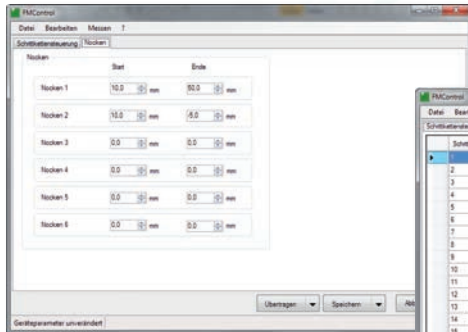 FMControl
Datei Bearbeiten Messen ?
Schrittkettensteuerung Nocken
Nocken
Start Ende
Nocken 1 10,0 mm 50,0 mm
Nocken 2 10,0 mm -5,0 mm
Nocken 3 0,0 mm 0,0 mm
Nocken 4 0,0 mm 0,0 mm
Nocken 5 0,0 mm 0,0 mm
Nocken 6 0,0 mm 0,0 mm
Übertragen Speichern
Geräteparameter unverändert
FMControl
Datei
Schritt
1
2
3
4
5
6
7
8
9
10
11
12
13
14